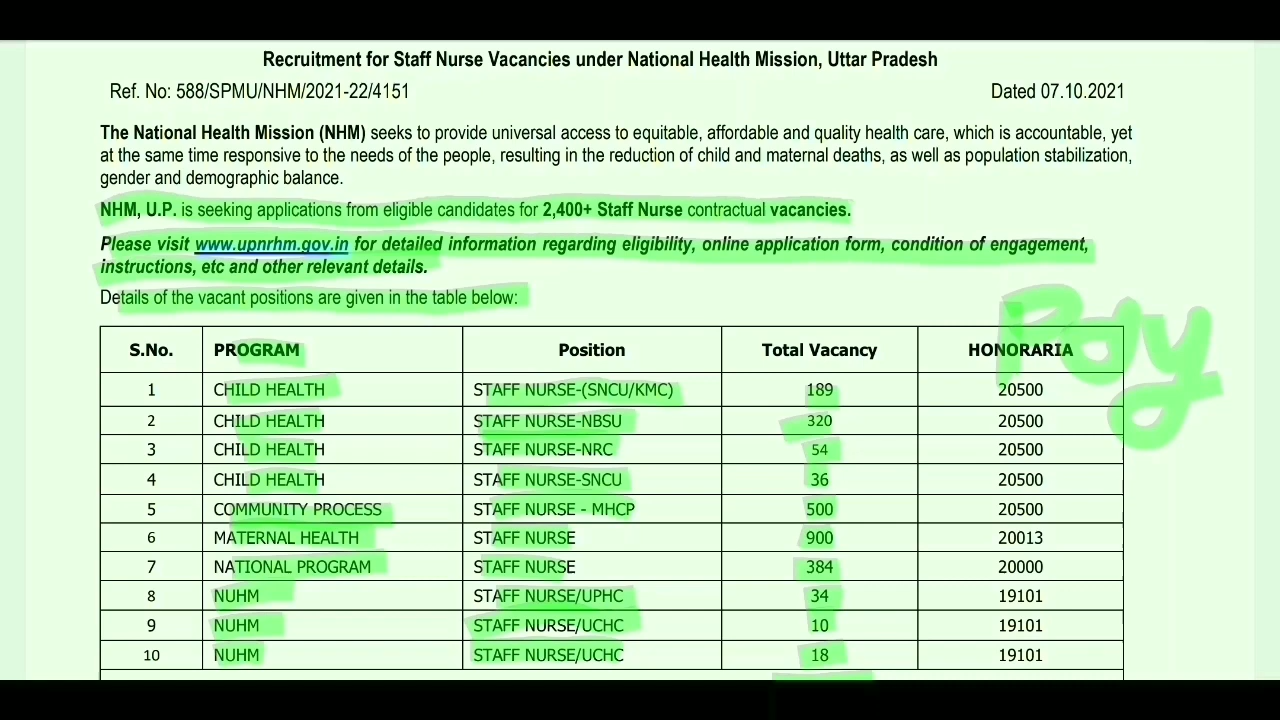 Recruitment for Staff Nurse Vacancies under National Health Mission, Uttar Pradesh
Ref. No: 588/SPMU/NHM/2021-22/4151 Dated 07.10.2021
The National Health Mission (NHM) seeks to provide universal access to equitable, affordable and quality health care, which is accountable, yet
at the same time responsive to the needs of the people, resulting in the reduction of child and maternal deaths, as well as population stabilization,
gender and demographic balance.
NHM, U.P. is seeking applications from eligible candidates for 2,400+ Staff Nurse contractual vacancies.
Please visit www.upnrhm.gov.in for detailed information regarding eligibility, online application form, condition of engagement,
instructions, etc and other relevant details.
Details of the vacant positions are given in the table below:
Pay
S.No. PROGRAM Position Total Vacancy HONORARIA
1 CHILD HEALTH STAFF NURSE-(SNCU/KMC) 189 20500
2 CHILD HEALTH STAFF NURSE-NBSU 320 20500
3 CHILD HEALTH STAFF NURSE-NRC 54 20500
4 CHILD HEALTH STAFF NURSE-SNCU 36 20500
5 COMMUNITY PROCESS STAFF NURSE - MHCP 500 20500
6 MATERNAL HEALTH STAFF NURSE 900 20013
7 NATIONAL PROGRAM STAFF NURSE 384 20000
8 NUHM STAFF NURSE/UPHC 34 19101
9 NUHM STAFF NURSE/UCHC 10 19101
10 NUHM STAFF NURSE/UCHC 18 19101